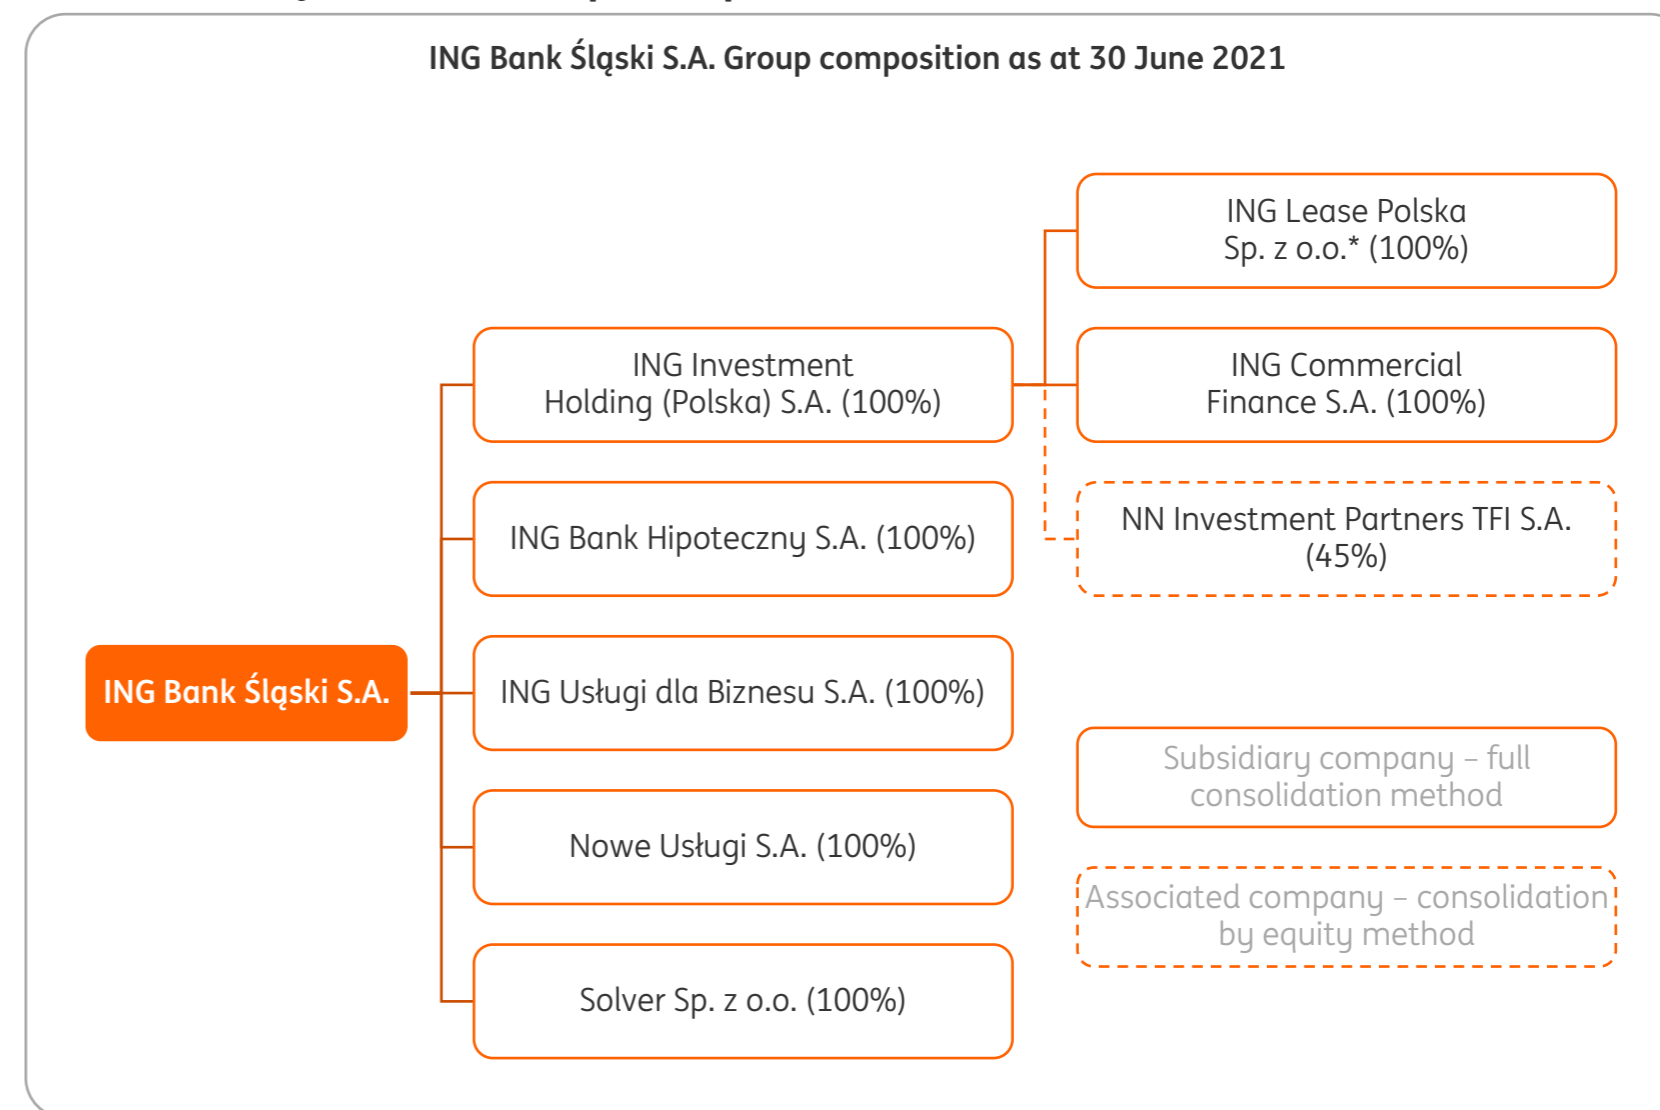 ING Bank Śląski S.A. Group composition as at 30 June 2021
ING Lease Polska
Sp. z o.o.* (100%)
ING Investment
Holding (Polska) S.A. (100%)
ING Commercial
Finance S.A. (100%)
ING Bank Hipoteczny S.A. (100%)
NN Investment Partners TFI S.A.
(45%)
ING Bank Śląski S.A.
ING Usługi dla Biznesu S.A. (100%)
Subsidiary company – full
consolidation method
Nowe Usługi S.A. (100%)
Associated company – consolidation
by equity method
Solver Sp. z o.o. (100%)